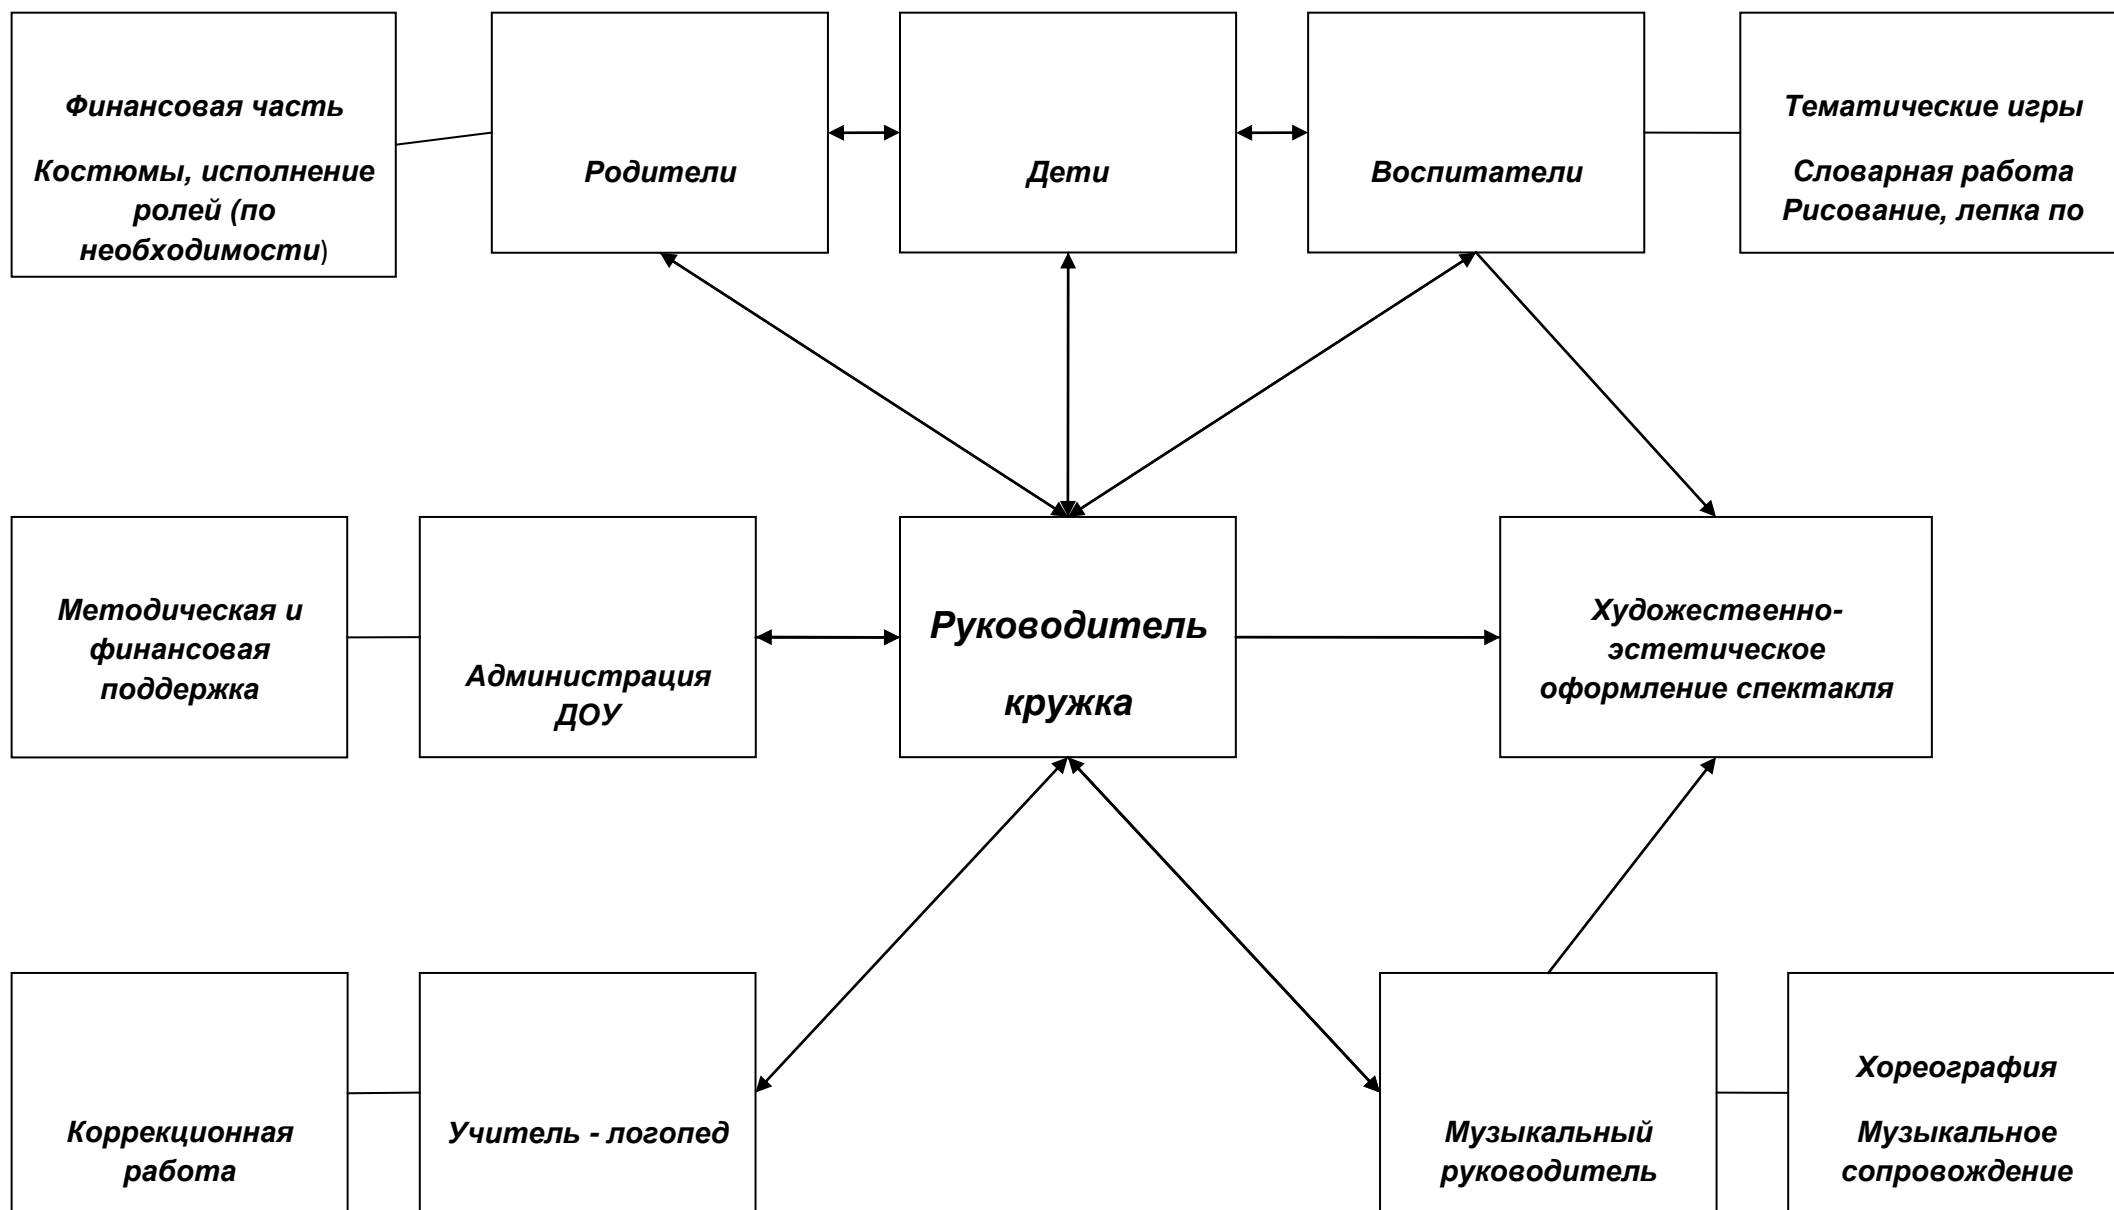 Финансовая часть
Костюмы, исполнение
ролей (по
необходимости)
Родители
Дети
Воспитатели
Тематические игры
Словарная работа
Рисование, лепка по
Методическая и
финансовая
поддержка
Администрация
ДОУ
Руководитель
кружка
Художественно-
эстетическое
оформление спектакля
Коррекционная
работа
Учитель - логопед
Музыкальный
руководитель
Хореография
Музыкальное
сопровождение